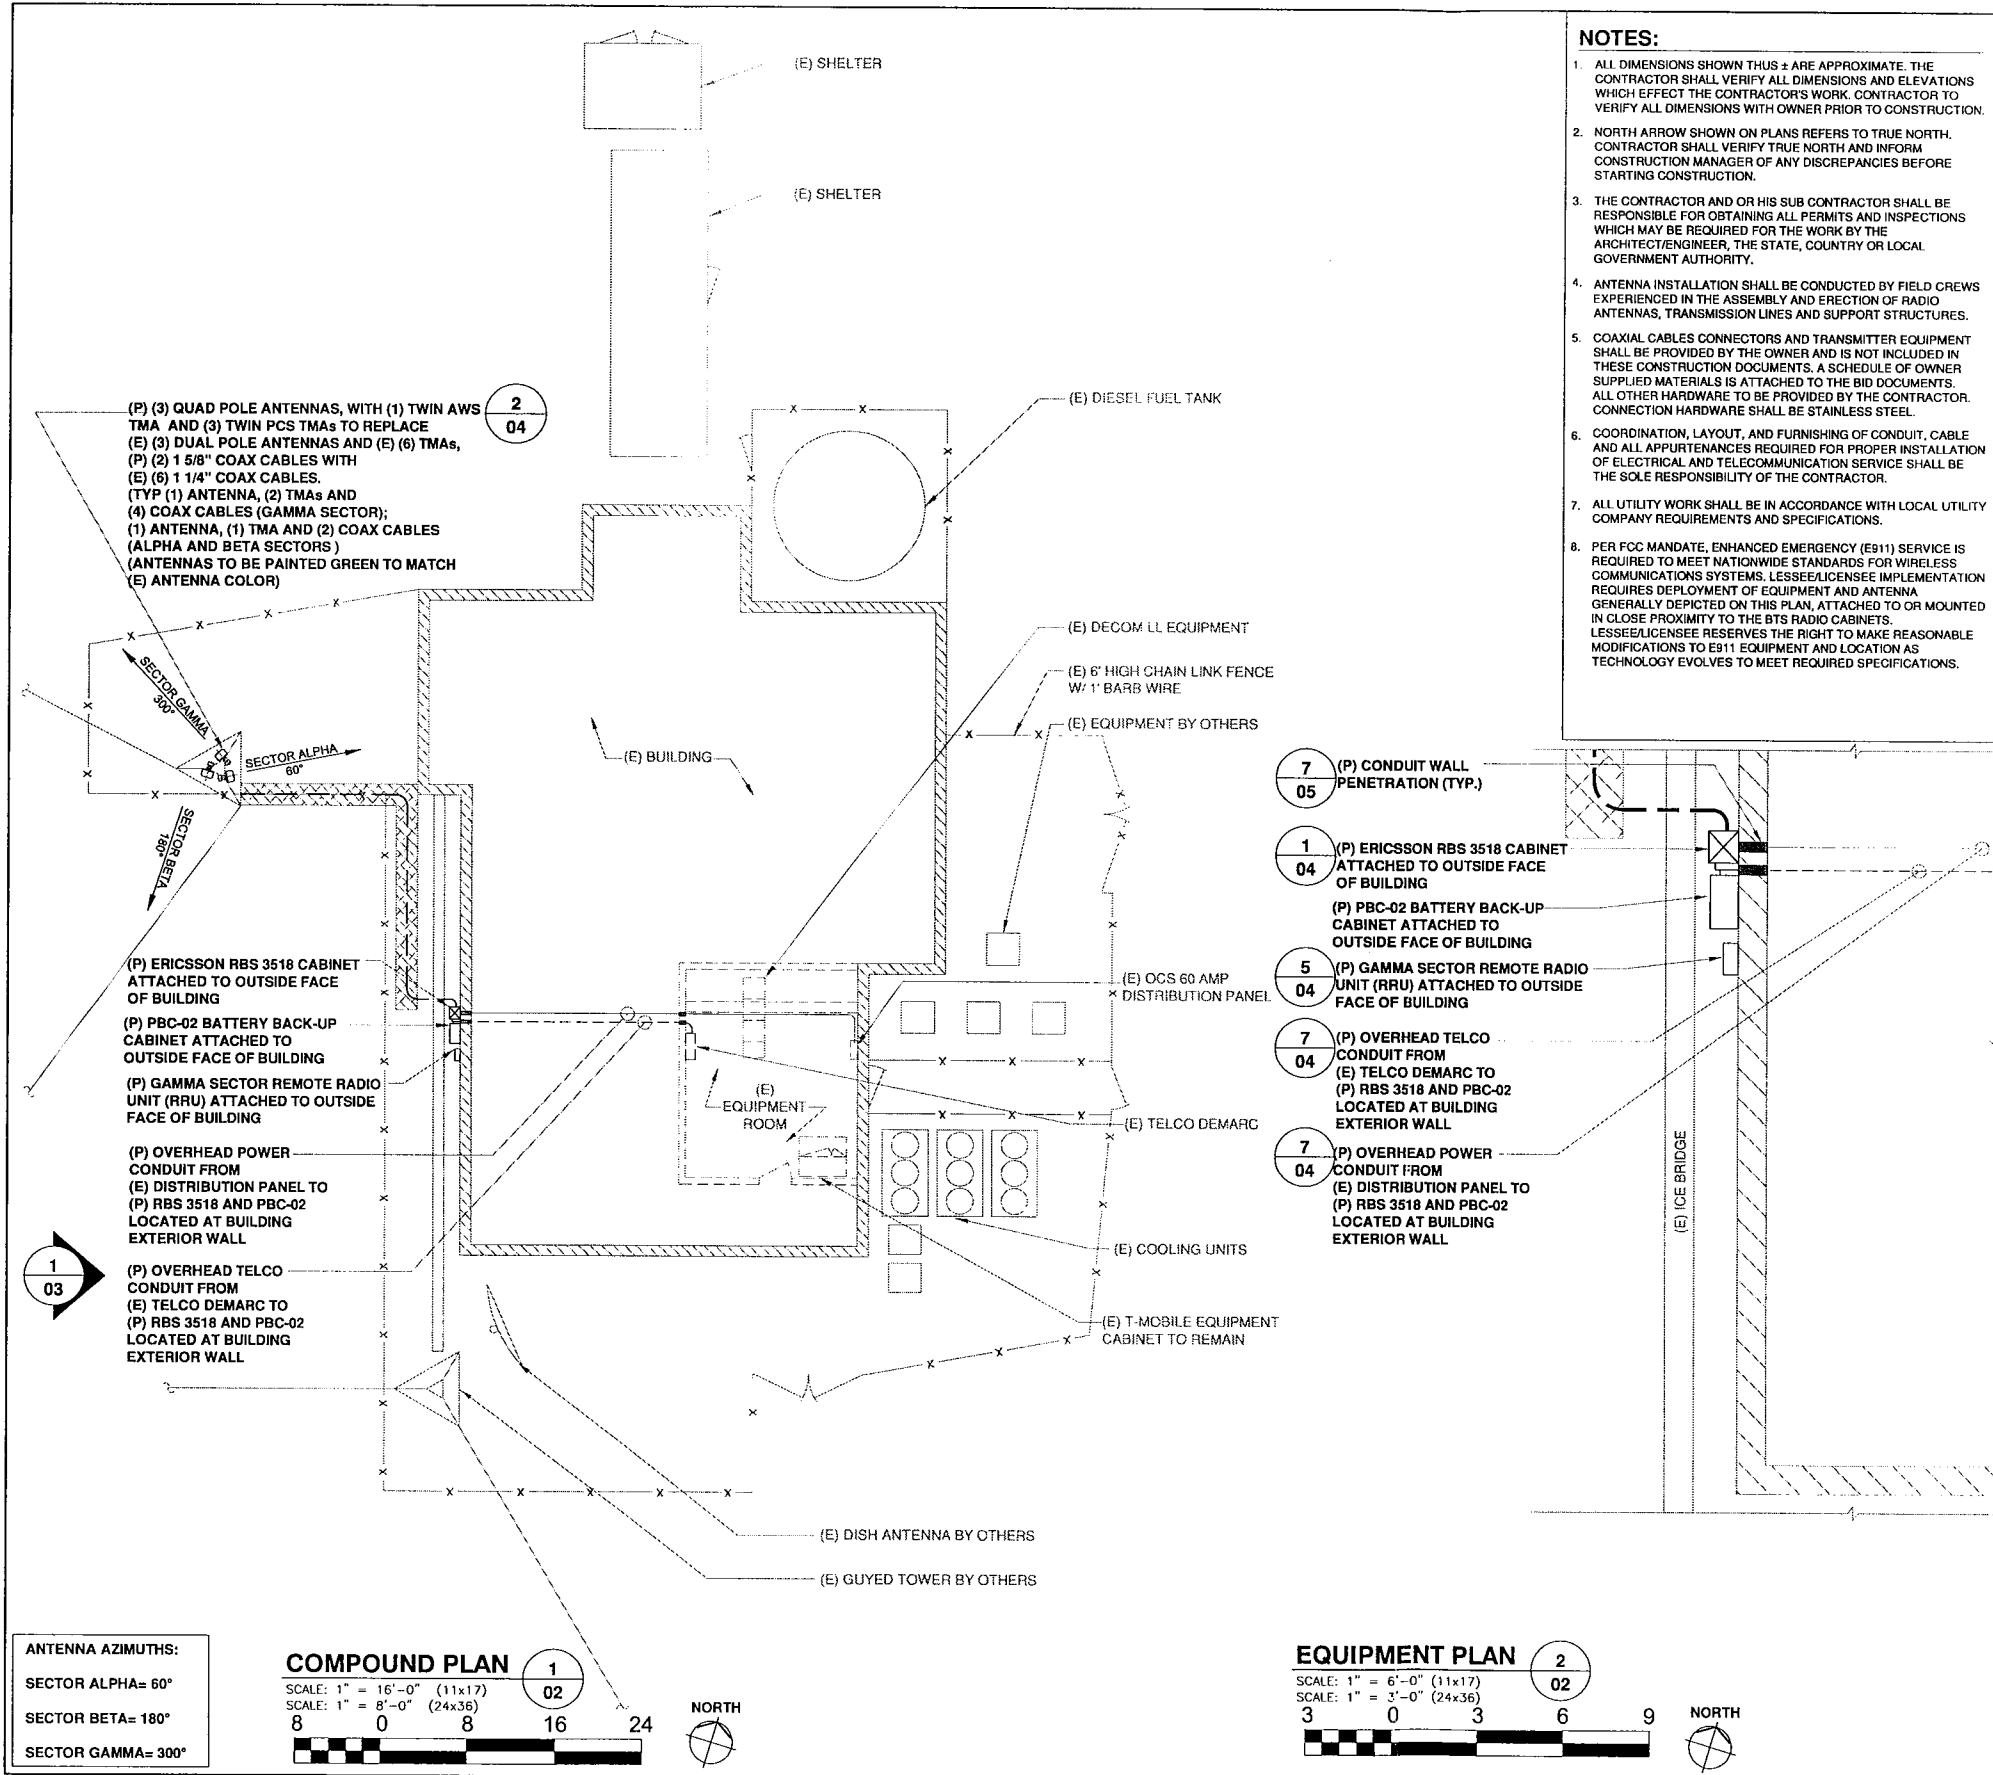 (E) SHELTER
(E) SHELTER
(P) (3) QUAD POLE ANTENNAS, WITH (1) TWIN AWS
TMA AND (3) TWIN PCS TMAs TO REPLACE
(E) (3) DUAL POLE ANTENNAS AND (E) (6) TMAs,
(P) (2) 1 5/8" COAX CABLES WITH
(E) (6) 1 1/4" COAX CABLES.
(TYP (1) ANTENNA, (2) TMAs AND
(4) COAX CABLES (GAMMA SECTOR);
(1) ANTENNA, (1) TMA AND (2) COAX CABLES
(ALPHA AND BETA SECTORS )
(ANTENNAS TO BE PAINTED GREEN TO MATCH
(E) ANTENNA COLOR)
2
04
(E) DIESEL FUEL TANK
(E) DECOM LL EQUIPMENT
(E) 6' HIGH CHAIN LINK FENCE
W/ 1' BARB WIRE
(E) EQUIPMENT BY OTHERS
SECTOR GAMMA
300°
SECTOR ALPHA
60°
SECTOR BETA
180°
(E) BUILDING
(P) ERICSSON RBS 3518 CABINET
ATTACHED TO OUTSIDE FACE
OF BUILDING
(P) PBC-02 BATTERY BACK-UP
CABINET ATTACHED TO
OUTSIDE FACE OF BUILDING
(P) GAMMA SECTOR REMOTE RADIO
UNIT (RRU) ATTACHED TO OUTSIDE
FACE OF BUILDING
(P) OVERHEAD POWER
CONDUIT FROM
(E) DISTRIBUTION PANEL TO
(P) RBS 3518 AND PBC-02
LOCATED AT BUILDING
EXTERIOR WALL
1
03
(P) OVERHEAD TELCO
CONDUIT FROM
(E) TELCO DEMARC TO
(P) RBS 3518 AND PBC-02
LOCATED AT BUILDING
EXTERIOR WALL
(E) OCS 60 AMP
DISTRIBUTION PANEL
(E)
EQUIPMENT
ROOM
(E) TELCO DEMARC
(E) COOLING UNITS
(E) T-MOBILE EQUIPMENT
CABINET TO REMAIN
(E) DISH ANTENNA BY OTHERS
(E) GUYED TOWER BY OTHERS
NOTES:
1. ALL DIMENSIONS SHOWN THUS ± ARE APPROXIMATE. THE
CONTRACTOR SHALL VERIFY ALL DIMENSIONS AND ELEVATIONS
WHICH EFFECT THE CONTRACTOR'S WORK. CONTRACTOR TO
VERIFY ALL DIMENSIONS WITH OWNER PRIOR TO CONSTRUCTION.
2. NORTH ARROW SHOWN ON PLANS REFERS TO TRUE NORTH.
CONTRACTOR SHALL VERIFY TRUE NORTH AND INFORM
CONSTRUCTION MANAGER OF ANY DISCREPANCIES BEFORE
STARTING CONSTRUCTION.
3. THE CONTRACTOR AND OR HIS SUB CONTRACTOR SHALL BE
RESPONSIBLE FOR OBTAINING ALL PERMITS AND INSPECTIONS
WHICH MAY BE REQUIRED FOR THE WORK BY THE
ARCHITECT/ENGINEER, THE STATE, COUNTRY OR LOCAL
GOVERNMENT AUTHORITY.
4. ANTENNA INSTALLATION SHALL BE CONDUCTED BY FIELD CREWS
EXPERIENCED IN THE ASSEMBLY AND ERECTION OF RADIO
ANTENNAS, TRANSMISSION LINES AND SUPPORT STRUCTURES.
5. COAXIAL CABLES CONNECTORS AND TRANSMITTER EQUIPMENT
SHALL BE PROVIDED BY THE OWNER AND IS NOT INCLUDED IN
THESE CONSTRUCTION DOCUMENTS. A SCHEDULE OF OWNER
SUPPLIED MATERIALS IS ATTACHED TO THE BID DOCUMENTS.
ALL OTHER HARDWARE TO BE PROVIDED BY THE CONTRACTOR.
CONNECTION HARDWARE SHALL BE STAINLESS STEEL.
6. COORDINATION, LAYOUT, AND FURNISHING OF CONDUIT, CABLE
AND ALL APPURTENANCES REQUIRED FOR PROPER INSTALLATION
OF ELECTRICAL AND TELECOMMUNICATION SERVICE SHALL BE
THE SOLE RESPONSIBILITY OF THE CONTRACTOR.
7. ALL UTILITY WORK SHALL BE IN ACCORDANCE WITH LOCAL UTILITY
COMPANY REQUIREMENTS AND SPECIFICATIONS.
8. PER FCC MANDATE, ENHANCED EMERGENCY (E911) SERVICE IS
REQUIRED TO MEET NATIONWIDE STANDARDS FOR WIRELESS
COMMUNICATIONS SYSTEMS. LESSEE/LICENSEE IMPLEMENTATION
REQUIRES DEPLOYMENT OF EQUIPMENT AND ANTENNA
GENERALLY DEPICTED ON THIS PLAN, ATTACHED TO OR MOUNTED
IN CLOSE PROXIMITY TO THE BTS RADIO CABINETS.
LESSEE/LICENSEE RESERVES THE RIGHT TO MAKE REASONABLE
MODIFICATIONS TO E911 EQUIPMENT AND LOCATION AS
TECHNOLOGY EVOLVES TO MEET REQUIRED SPECIFICATIONS.
7
05
(P) CONDUIT WALL
PENETRATION (TYP.)
1
04
(P) ERICSSON RBS 3518 CABINET
ATTACHED TO OUTSIDE FACE
OF BUILDING
(P) PBC-02 BATTERY BACK-UP
CABINET ATTACHED TO
OUTSIDE FACE OF BUILDING
5
04
(P) GAMMA SECTOR REMOTE RADIO
UNIT (RRU) ATTACHED TO OUTSIDE
FACE OF BUILDING
7
04
(P) OVERHEAD TELCO
CONDUIT FROM
(E) TELCO DEMARC TO
(P) RBS 3518 AND PBC-02
LOCATED AT BUILDING
EXTERIOR WALL
7
04
(P) OVERHEAD POWER
CONDUIT FROM
(E) DISTRIBUTION PANEL TO
(P) RBS 3518 AND PBC-02
LOCATED AT BUILDING
EXTERIOR WALL
(E) ICE BRIDGE
ANTENNA AZIMUTHS:
SECTOR ALPHA= 60°
SECTOR BETA= 180°
SECTOR GAMMA= 300°
COMPOUND PLAN
1
02
SCALE: 1" = 16'-0" (11x17)
SCALE: 1" = 8'-0" (24x36)
8 0 8 16 24
NORTH
EQUIPMENT PLAN
2
02
SCALE: 1" = 6'-0" (11x17)
SCALE: 1" = 3'-0" (24x36)
3 0 3 6 9
NORTH